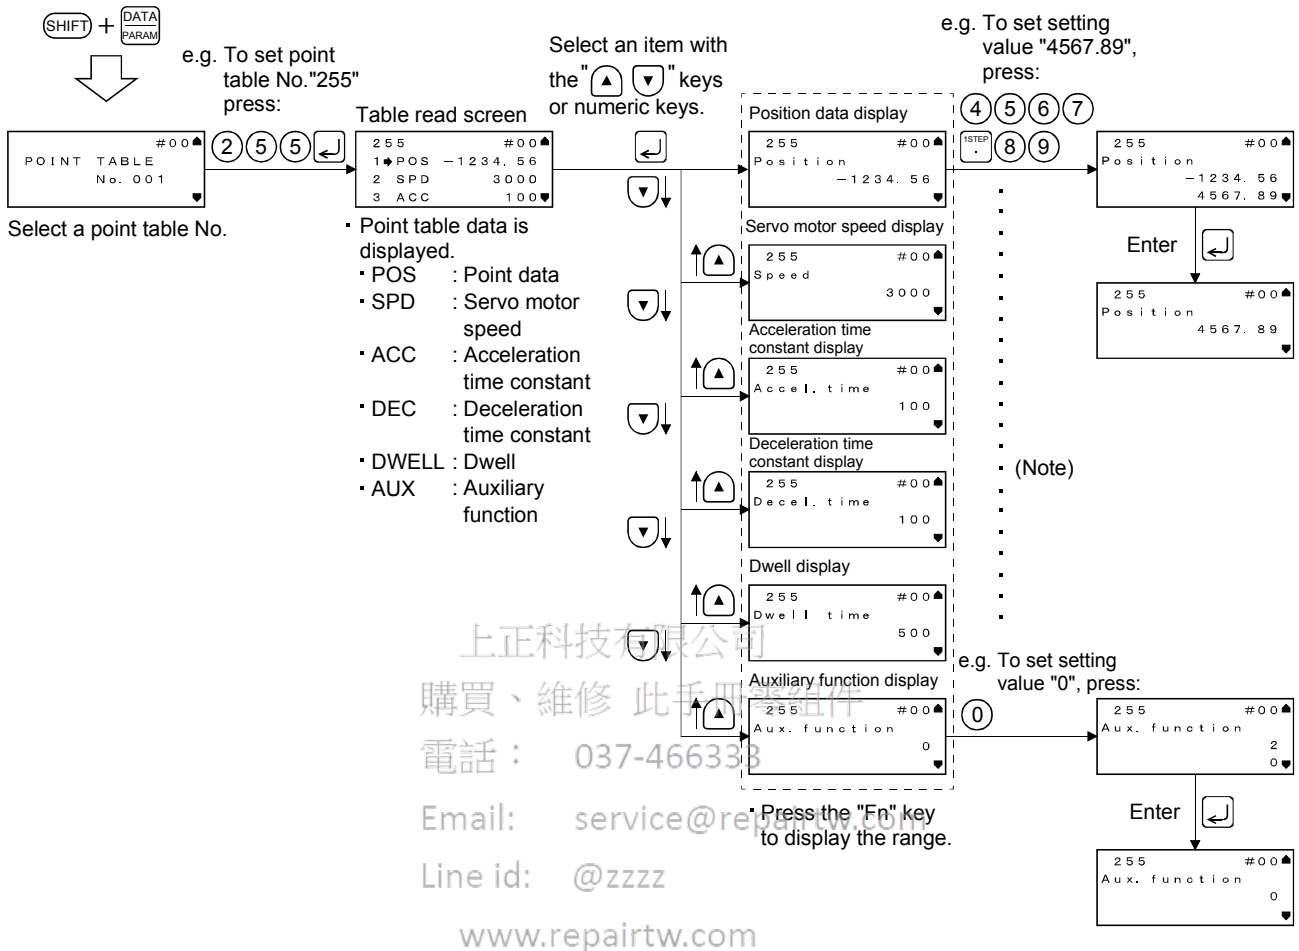 SHIFT + DATA
PARAM
e.g. To set point
table No."255"
press:
Select an item with
the "▲ ▼" keys
or numeric keys.
e.g. To set setting
value "4567.89",
press:
#00
POINT TABLE
No. 001
Select a point table No.
2 5 5
Table read screen
255 #00
1 POS -1234.56
2 SPD 3000
3 ACC 100
Point table data is
displayed.
POS : Point data
SPD : Servo motor
speed
ACC : Acceleration
time constant
DEC : Deceleration
time constant
DWELL : Dwell
AUX : Auxiliary
function
Position data display
255 #00
Position
-1234.56
4 5 6 7
1STEP
. 8 9
255 #00
Position
-1234.56
4567.89
Enter
255 #00
Position
4567.89
Servo motor speed display
255 #00
Speed
3000
Acceleration time
constant display
255 #00
Accel. time
100
Deceleration time
constant display
255 #00
Decel. time
100
(Note)
Dwell display
255 #00
Dwell time
500
Auxiliary function display
255 #00
Aux. function
0
Press the "Fn" key
to display the range.
e.g. To set setting
value "0", press:
0
255 #00
Aux. function
2
0
Enter
255 #00
Aux. function
0
上正科技有限公司
購買、維修 此手冊零組件
電話: 037-466333
Email: service@repairtw.com
Line id: @zzzz
www.repairtw.com